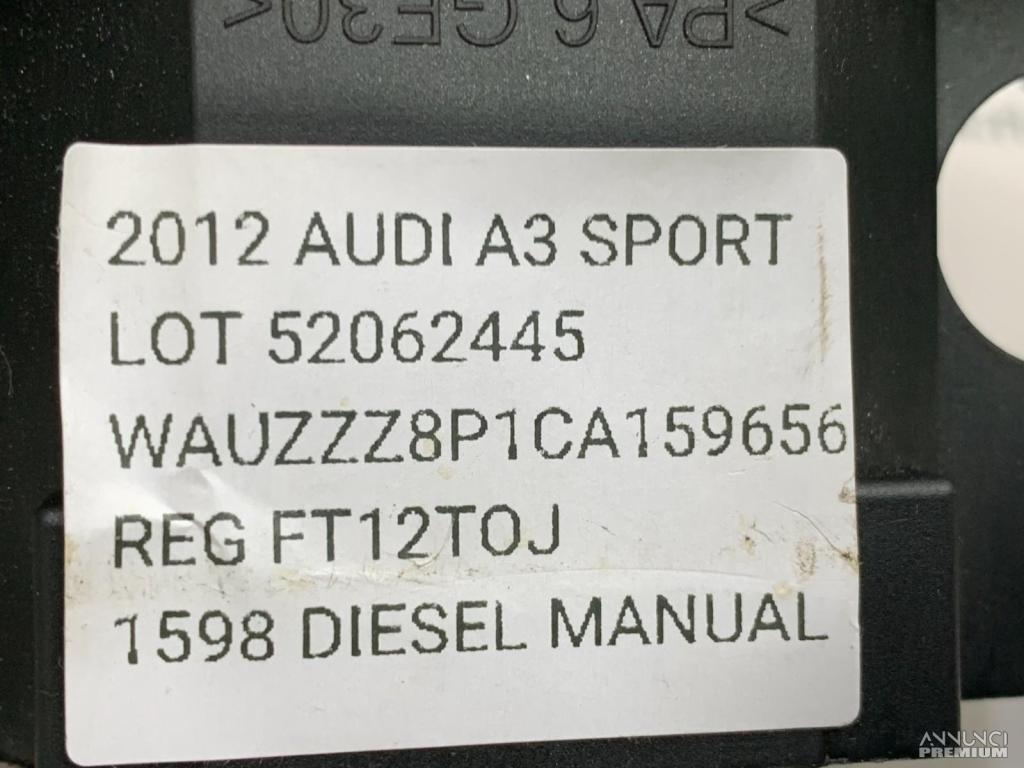 >PA 6 GF30<
2012 AUDI A3 SPORT
LOT 52062445
WAUZZZ8P1CA159656
REG FT12TOJ
1598 DIESEL MANUAL
ANNUNCI
PREMIUM